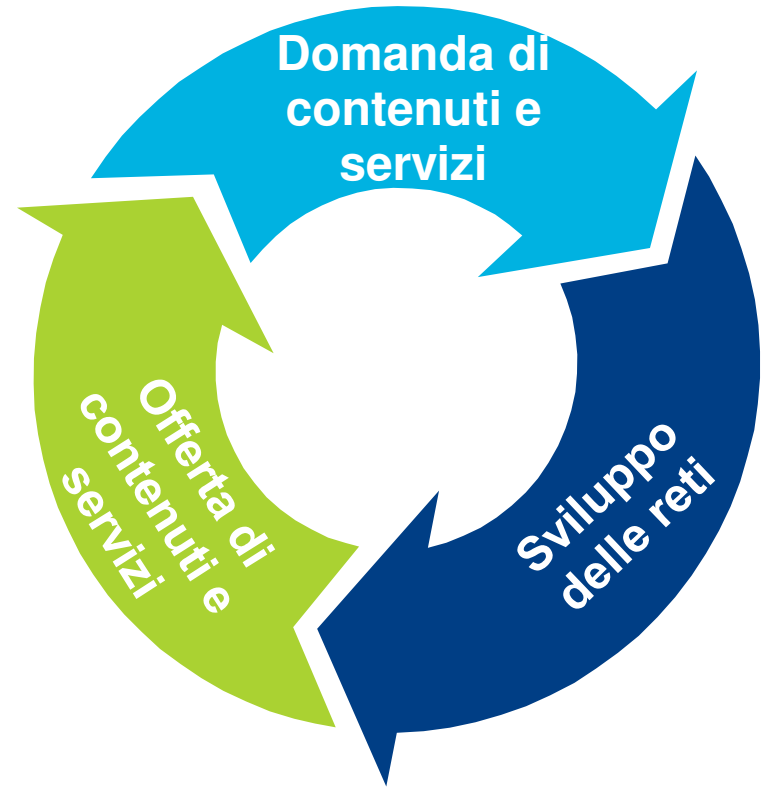 Domanda di
contenuti e
servizi
Sviluppo
delle reti
Offerta di
contenuti e
servizi